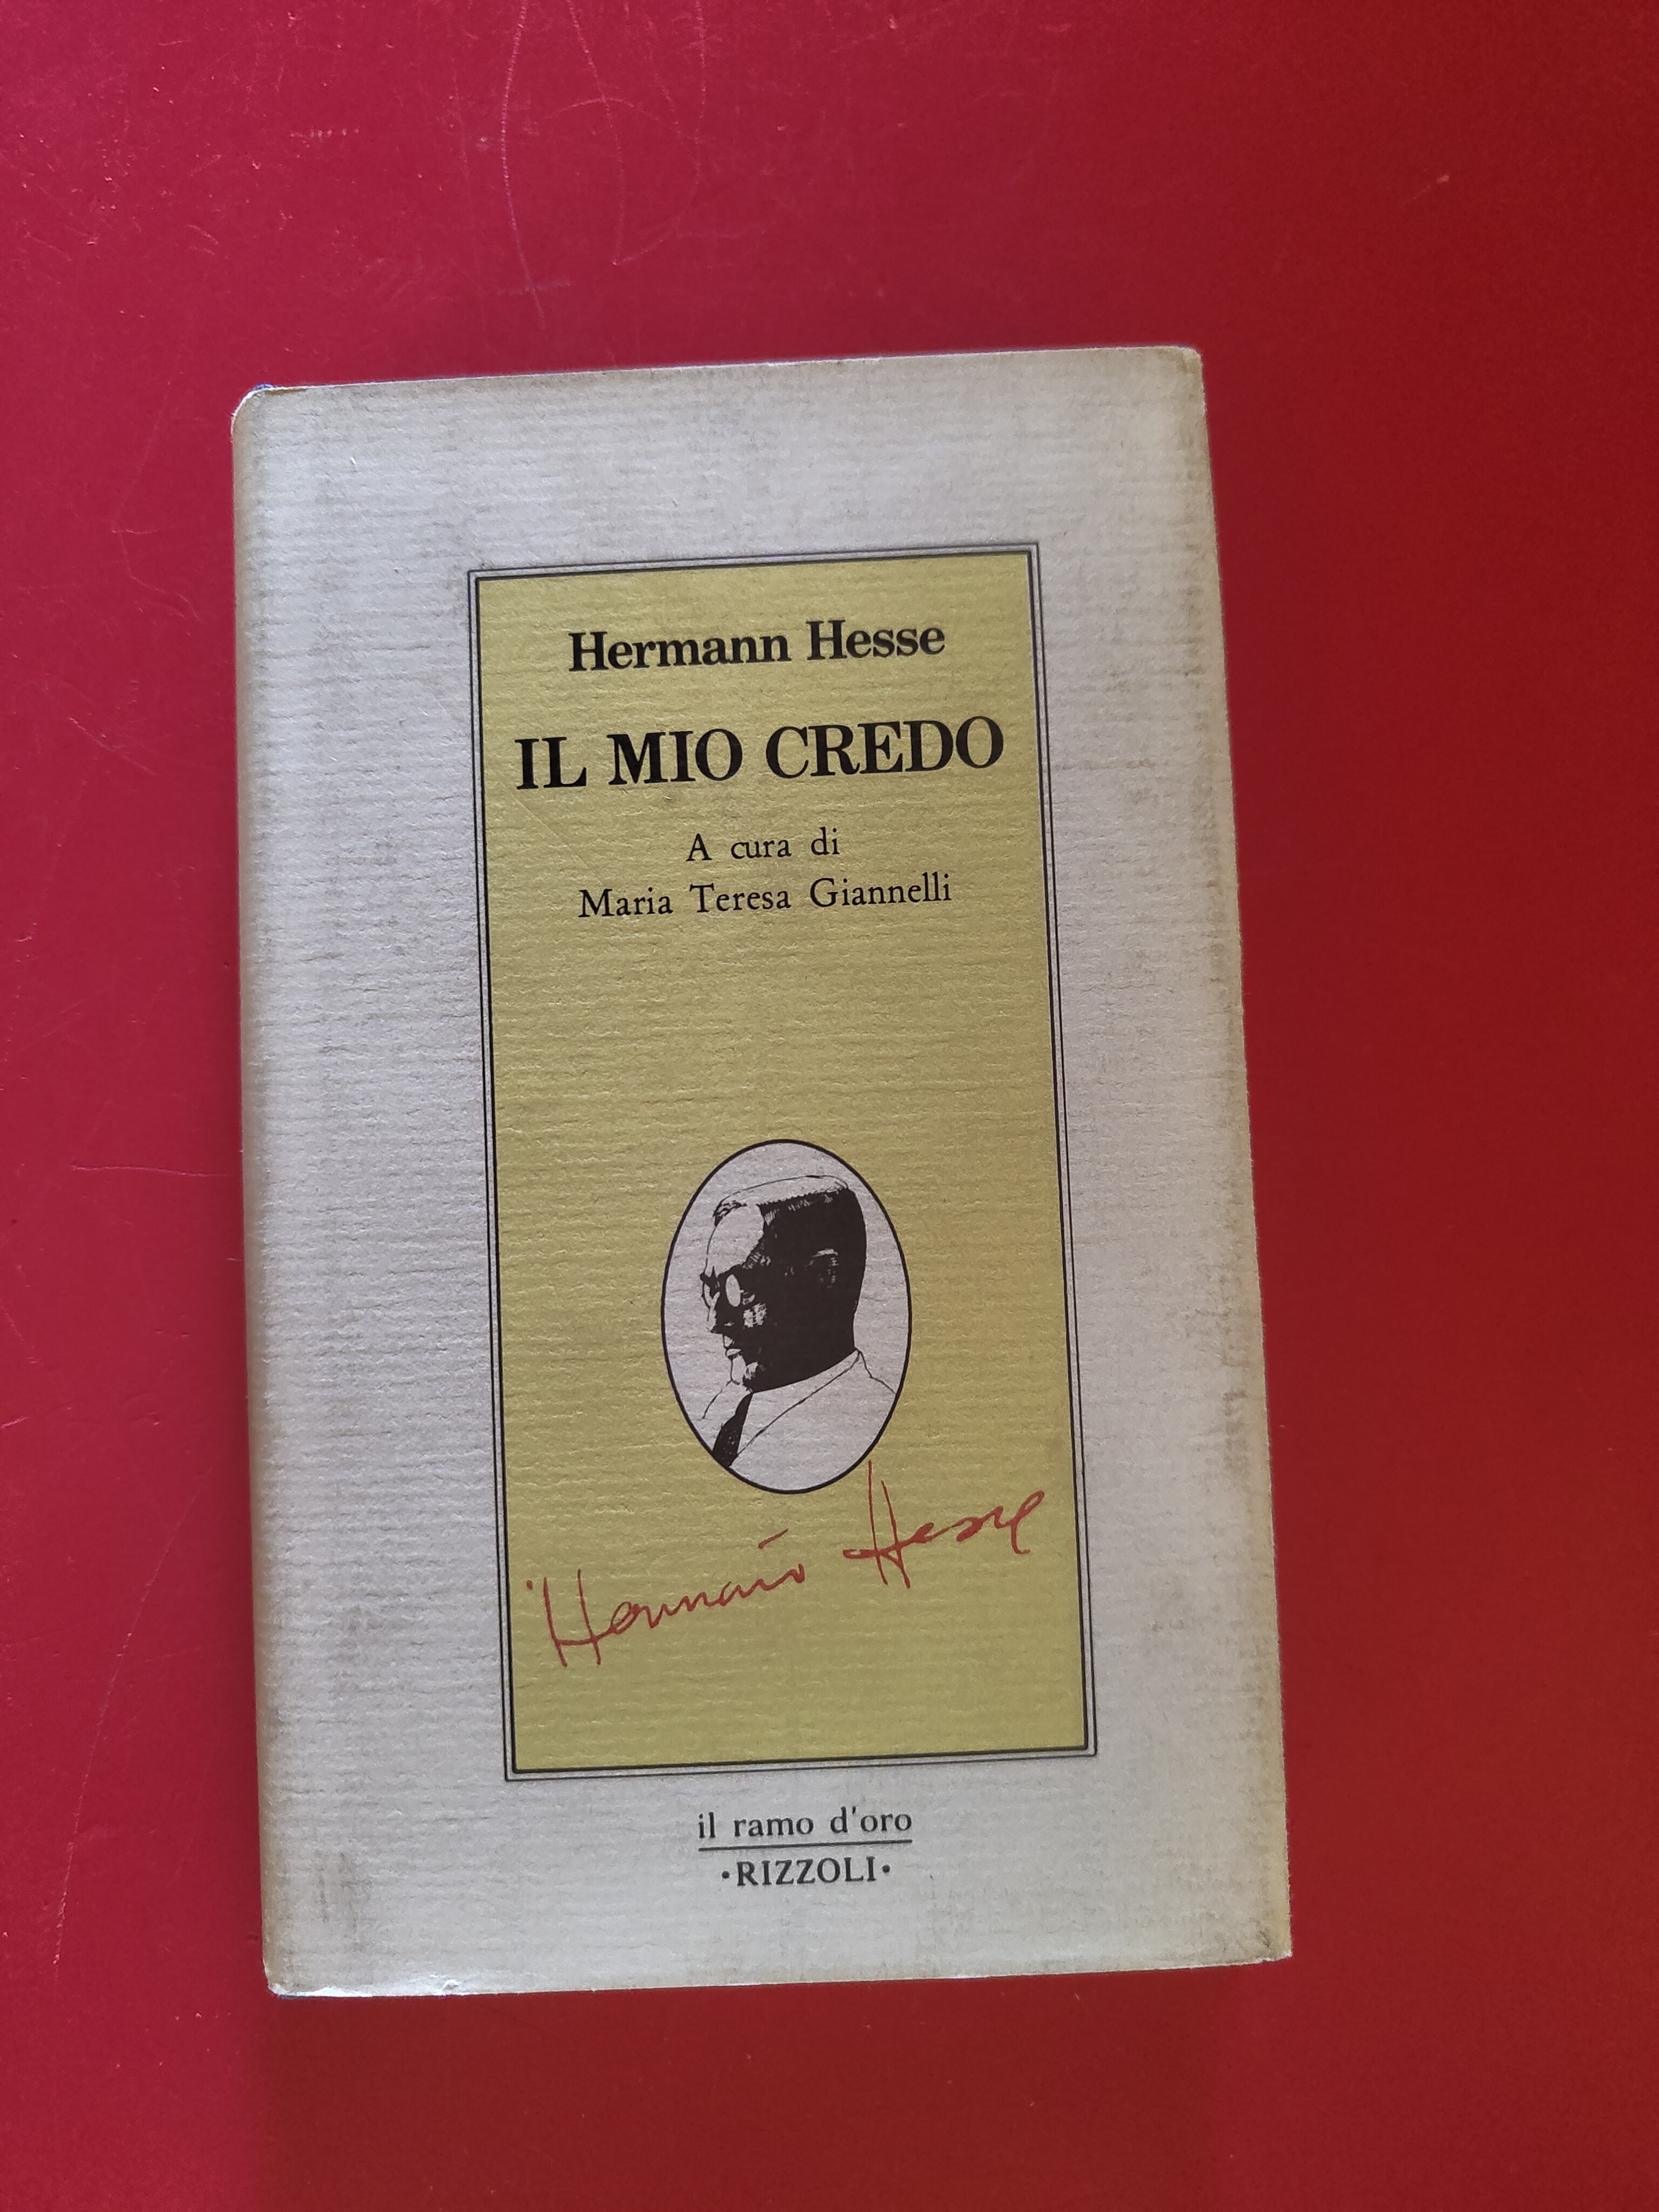 Hermann Hesse
IL MIO CREDO
A cura di
Maria Teresa Giannelli
Hermann Hesse
il ramo d'oro
•RIZZOLI•